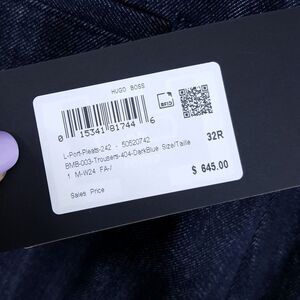 HUGO BOSS
RFID
0 15341 81744 6
L-Port-Pleats-242 - 50520742
BMB-003-Trousers-404-DarkBlue Size/Taille 32R
1 M-W24 FA-/
$ 645.00
Sales Price